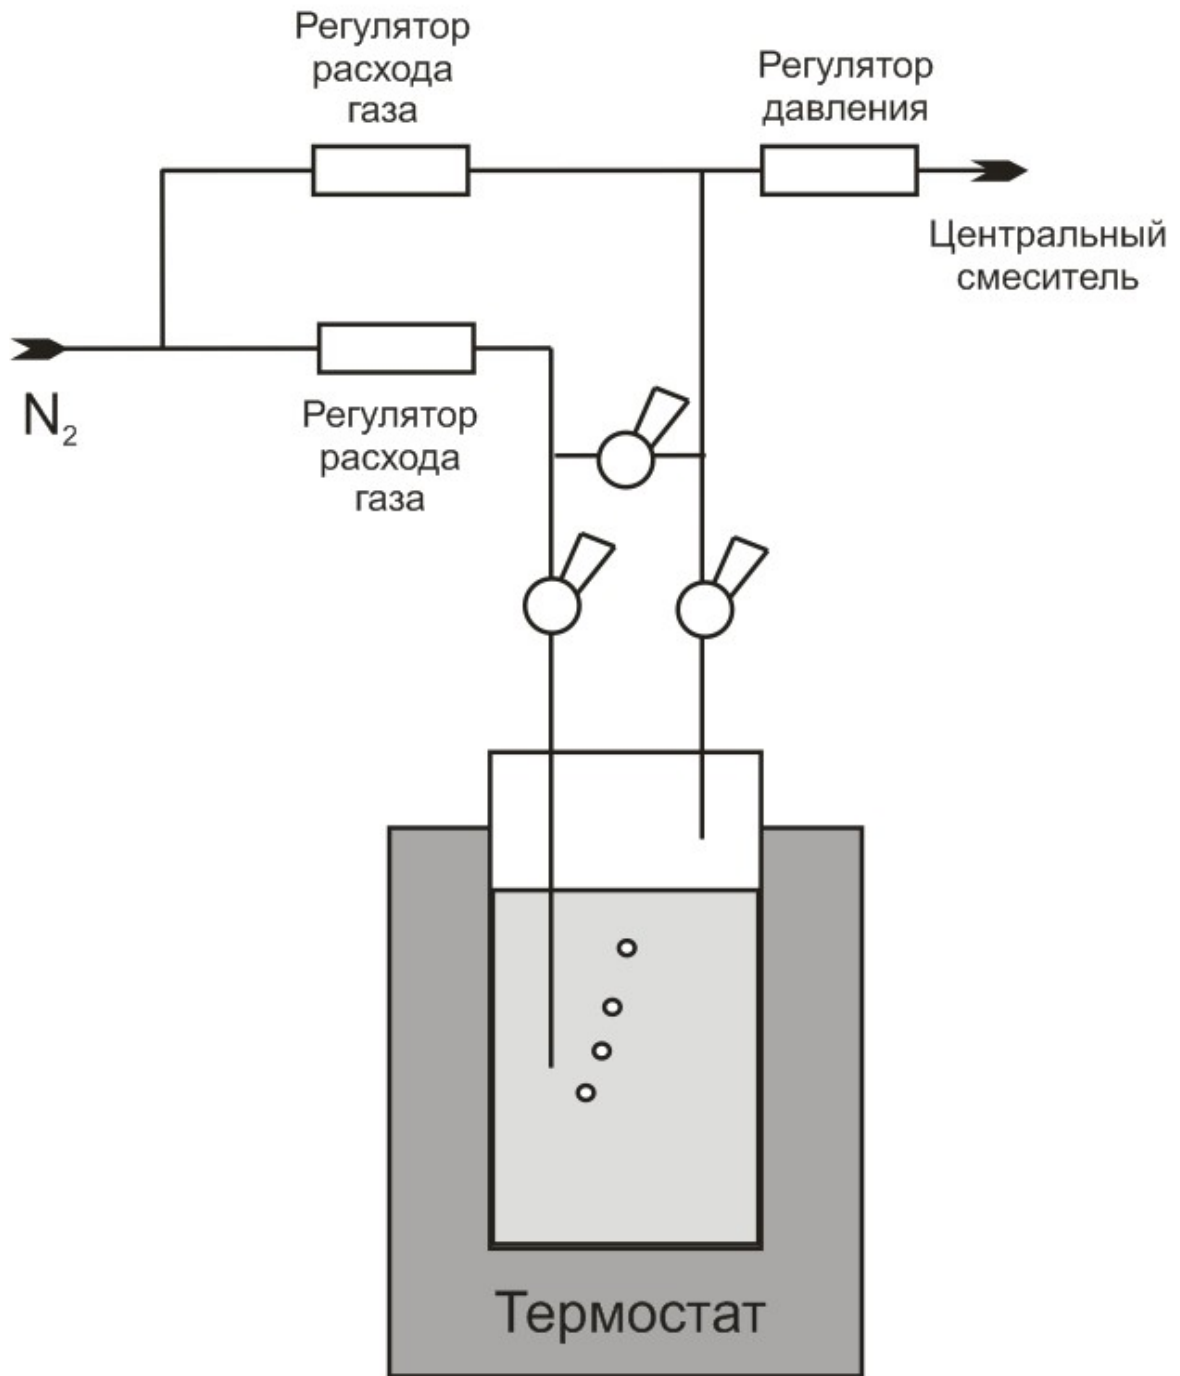 Регулятор
расхода
газа
Регулятор
давления
Центральный
смеситель
N₂
Регулятор
расхода
газа
Термостат